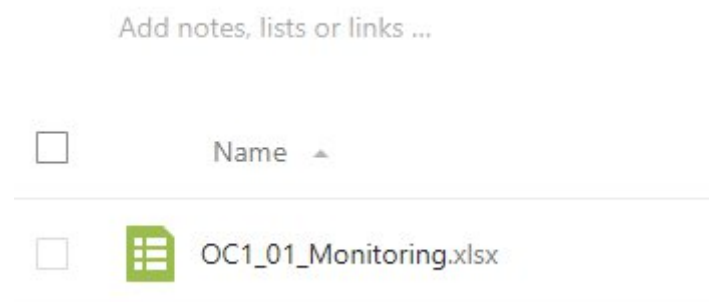 Add notes, lists or links ...
Name
OC1_01_Monitoring.xlsx